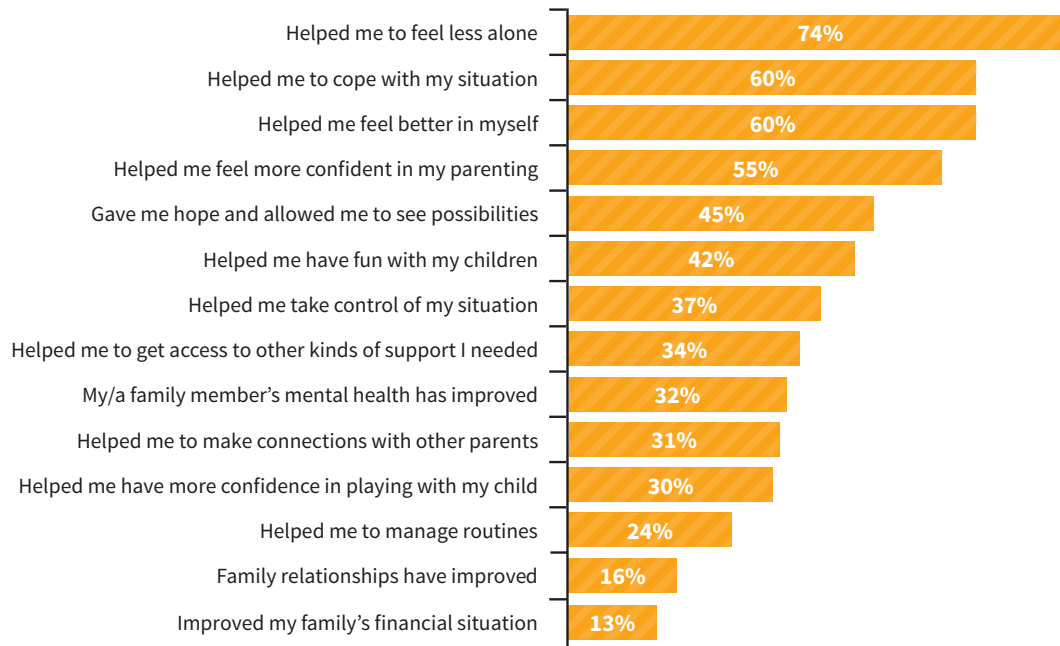 Helped me to feel less alone 74%
Helped me to cope with my situation 60%
Helped me feel better in myself 60%
Helped me feel more confident in my parenting 55%
Gave me hope and allowed me to see possibilities 45%
Helped me have fun with my children 42%
Helped me take control of my situation 37%
Helped me to get access to other kinds of support I needed 34%
My/a family member’s mental health has improved 32%
Helped me to make connections with other parents 31%
Helped me have more confidence in playing with my child 30%
Helped me to manage routines 24%
Family relationships have improved 16%
Improved my family’s financial situation 13%